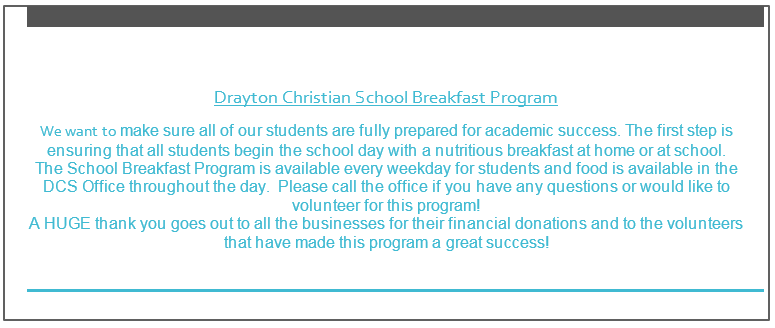 Drayton Christian School Breakfast Program
We want to make sure all of our students are fully prepared for academic success. The first step is
ensuring that all students begin the school day with a nutritious breakfast at home or at school.
The School Breakfast Program is available every weekday for students and food is available in the
DCS Office throughout the day.  Please call the office if you have any questions or would like to
volunteer for this program!
A HUGE thank you goes out to all the businesses for their financial donations and to the volunteers
that have made this program a great success!